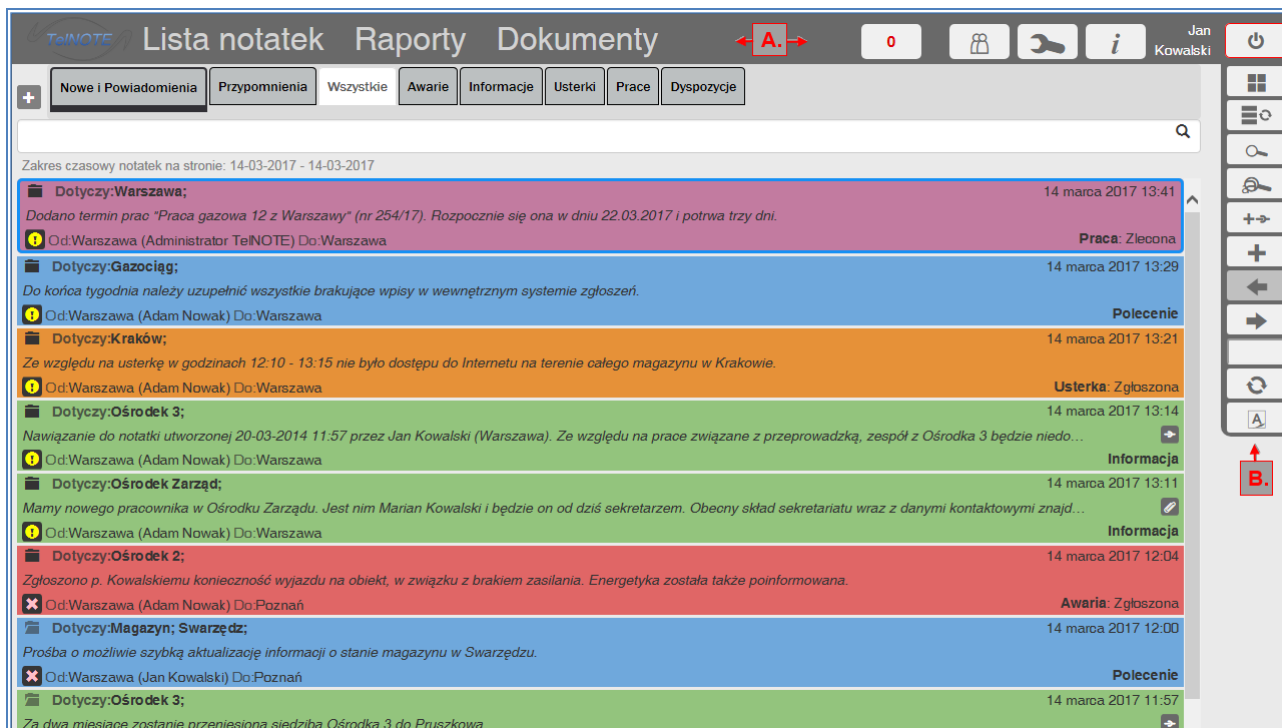 TelNOTE Lista notatek Raporty Dokumenty A. 0 i Jan Kowalski
Nowe i Powiadomienia Przypomnienia Wszystkie Awarie Informacje Usterki Prace Dyspozycje
Zakres czasowy notatek na stronie: 14-03-2017 - 14-03-2017
Dotyczy:Warszawa; 14 marca 2017 13:41
Dodano termin prac "Praca gazowa 12 z Warszawy" (nr 254/17). Rozpocznie się ona w dniu 22.03.2017 i potrwa trzy dni.
Od:Warszawa (Administrator TelNOTE) Do:Warszawa Praca: Zlecona
Dotyczy:Gazociąg; 14 marca 2017 13:29
Do końca tygodnia należy uzupełnić wszystkie brakujące wpisy w wewnętrznym systemie zgłoszeń.
Od:Warszawa (Adam Nowak) Do:Warszawa Polecenie
Dotyczy:Kraków; 14 marca 2017 13:21
Ze względu na usterkę w godzinach 12:10 - 13:15 nie było dostępu do Internetu na terenie całego magazynu w Krakowie.
Od:Warszawa (Adam Nowak) Do:Warszawa Usterka: Zgłoszona
Dotyczy:Ośrodek 3; 14 marca 2017 13:14
Nawiązanie do notatki utworzonej 20-03-2014 11:57 przez Jan Kowalski (Warszawa). Ze względu na prace związane z przeprowadzką, zespół z Ośrodka 3 będzie niedo…
Od:Warszawa (Adam Nowak) Do:Warszawa Informacja
Dotyczy:Ośrodek Zarząd; 14 marca 2017 13:11
Mamy nowego pracownika w Ośrodku Zarządu. Jest nim Marian Kowalski i będzie on od dziś sekretarzem. Obecny skład sekretariatu wraz z danymi kontaktowymi znajd…
Od:Warszawa (Adam Nowak) Do:Warszawa Informacja
B.
Dotyczy:Ośrodek 2; 14 marca 2017 12:04
Zgłoszono p. Kowalskiemu konieczność wyjazdu na obiekt, w związku z brakiem zasilania. Energetyka została także poinformowana.
Od:Warszawa (Adam Nowak) Do:Poznań Awaria: Zgłoszona
Dotyczy:Magazyn; Swarzędz; 14 marca 2017 12:00
Prośba o możliwie szybką aktualizację informacji o stanie magazynu w Swarzędzu.
Od:Warszawa (Jan Kowalski) Do:Poznań Polecenie
Dotyczy:Ośrodek 3; 14 marca 2017 11:57
Za dwa miesiące zostanie przeniesiona siedziba Ośrodka 3 do Pruszkowa.